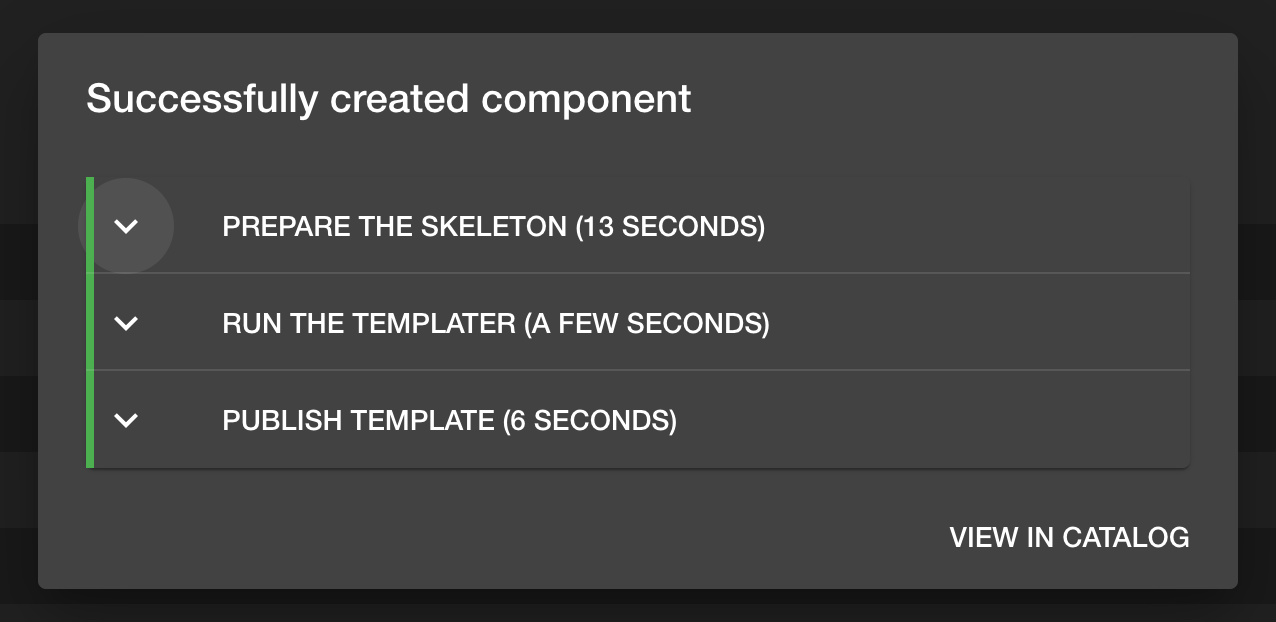 Successfully created component
PREPARE THE SKELETON (13 SECONDS)
RUN THE TEMPLATER (A FEW SECONDS)
PUBLISH TEMPLATE (6 SECONDS)
VIEW IN CATALOG